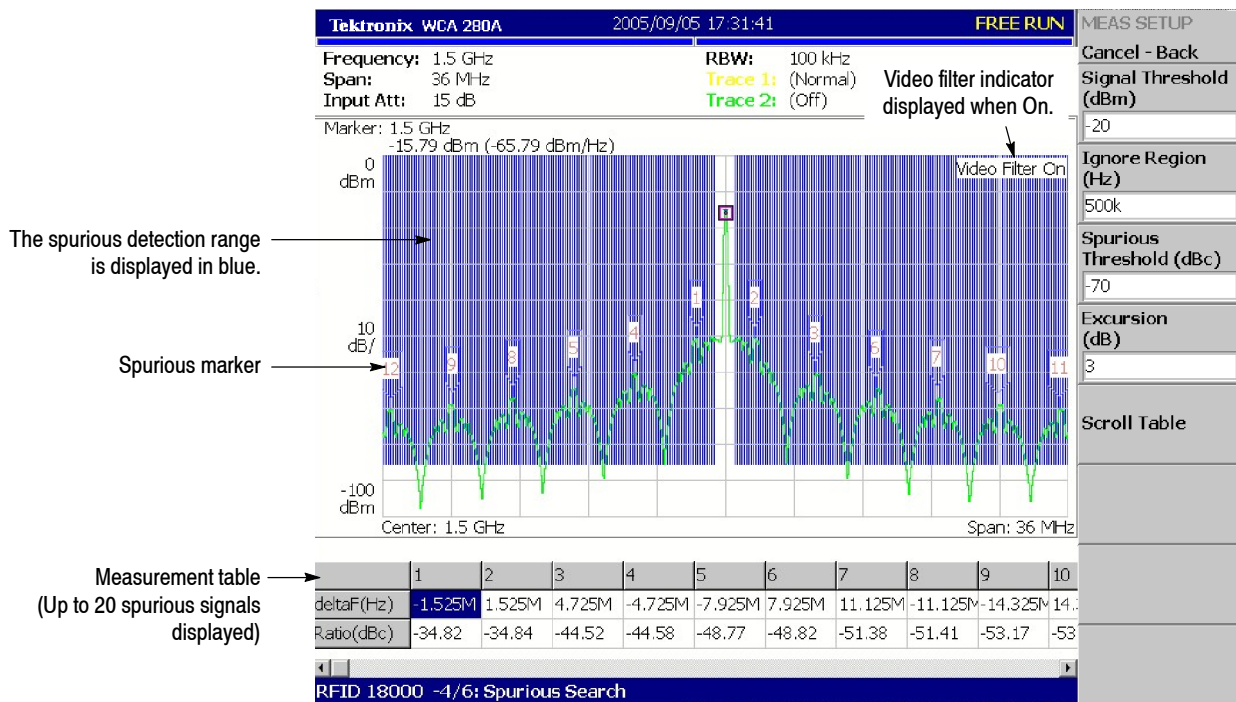 Tektronix WCA 280A 2005/09/05 17:31:41 FREE RUN
Frequency: 1.5 GHz
Span: 36 MHz
Input Att: 15 dB
RBW: 100 kHz
Trace 1: (Normal)
Trace 2: (Off)
Video filter indicator
displayed when On.
Marker: 1.5 GHz
-15.79 dBm (-65.79 dBm/Hz)
0
dBm
Video Filter On
The spurious detection range
is displayed in blue.
10
dB/
Spurious marker
12 9 8 5 4 1 2 3 6 7 10 11
-100
dBm
Center: 1.5 GHz Span: 36 MHz
Measurement table
(Up to 20 spurious signals
displayed)
1 2 3 4 5 6 7 8 9 10
deltaF(Hz) -1.525M 1.525M 4.725M -4.725M -7.925M 7.925M 11.125M -11.125M -14.325M 14.
Ratio(dBc) -34.82 -34.84 -44.52 -44.58 -48.77 -48.82 -51.38 -51.41 -53.17 -53
RFID 18000 -4/6: Spurious Search
MEAS SETUP
Cancel - Back
Signal Threshold
(dBm)
-20
Ignore Region
(Hz)
500k
Spurious
Threshold (dBc)
-70
Excursion
(dB)
3
Scroll Table